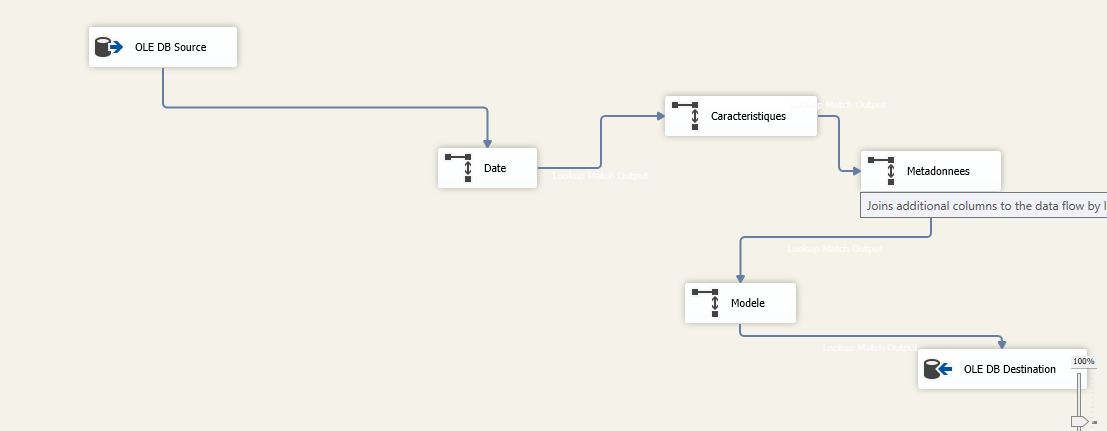 OLE DB Source
Lookup Match Output
Caracteristiques
Date
Lookup Match Output
Metadonnees
Joins additional columns to the data flow by l
Lookup Match Output
Modele
Lookup Match Output
100%
OLE DB Destination